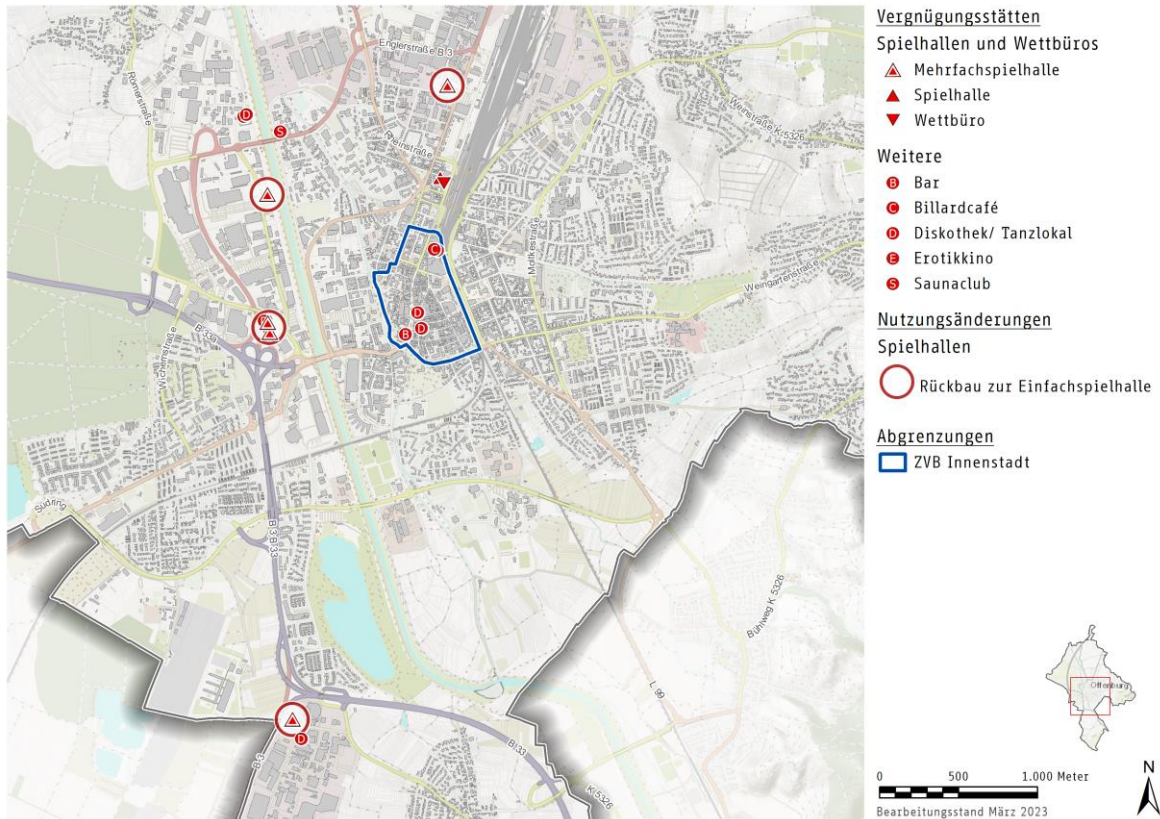 Vergnügungsstätten
Spielhallen und Wettbüros
Mehrfachspielhalle
Spielhalle
Wettbüro
Weitere
B Bar
C Billardcafé
D Diskothek/ Tanzlokal
E Erotikkino
S Saunaclub
Nutzungsänderungen
Spielhallen
Rückbau zur Einfachspielhalle
Abgrenzungen
ZVB Innenstadt
Englerstraße B 3
Römerstraße
Rheinstraße
Weinstraße K 5326
Moltkestraße
Weingartenstraße
B 33a
Wichernstraße
Südring
B 3 B 33
Bühlweg K 5326
L 99
B 33
B 3
K 5326
D
S
C
D
D
B
D
Offenburg
N
0 500 1.000 Meter
Bearbeitungsstand März 2023